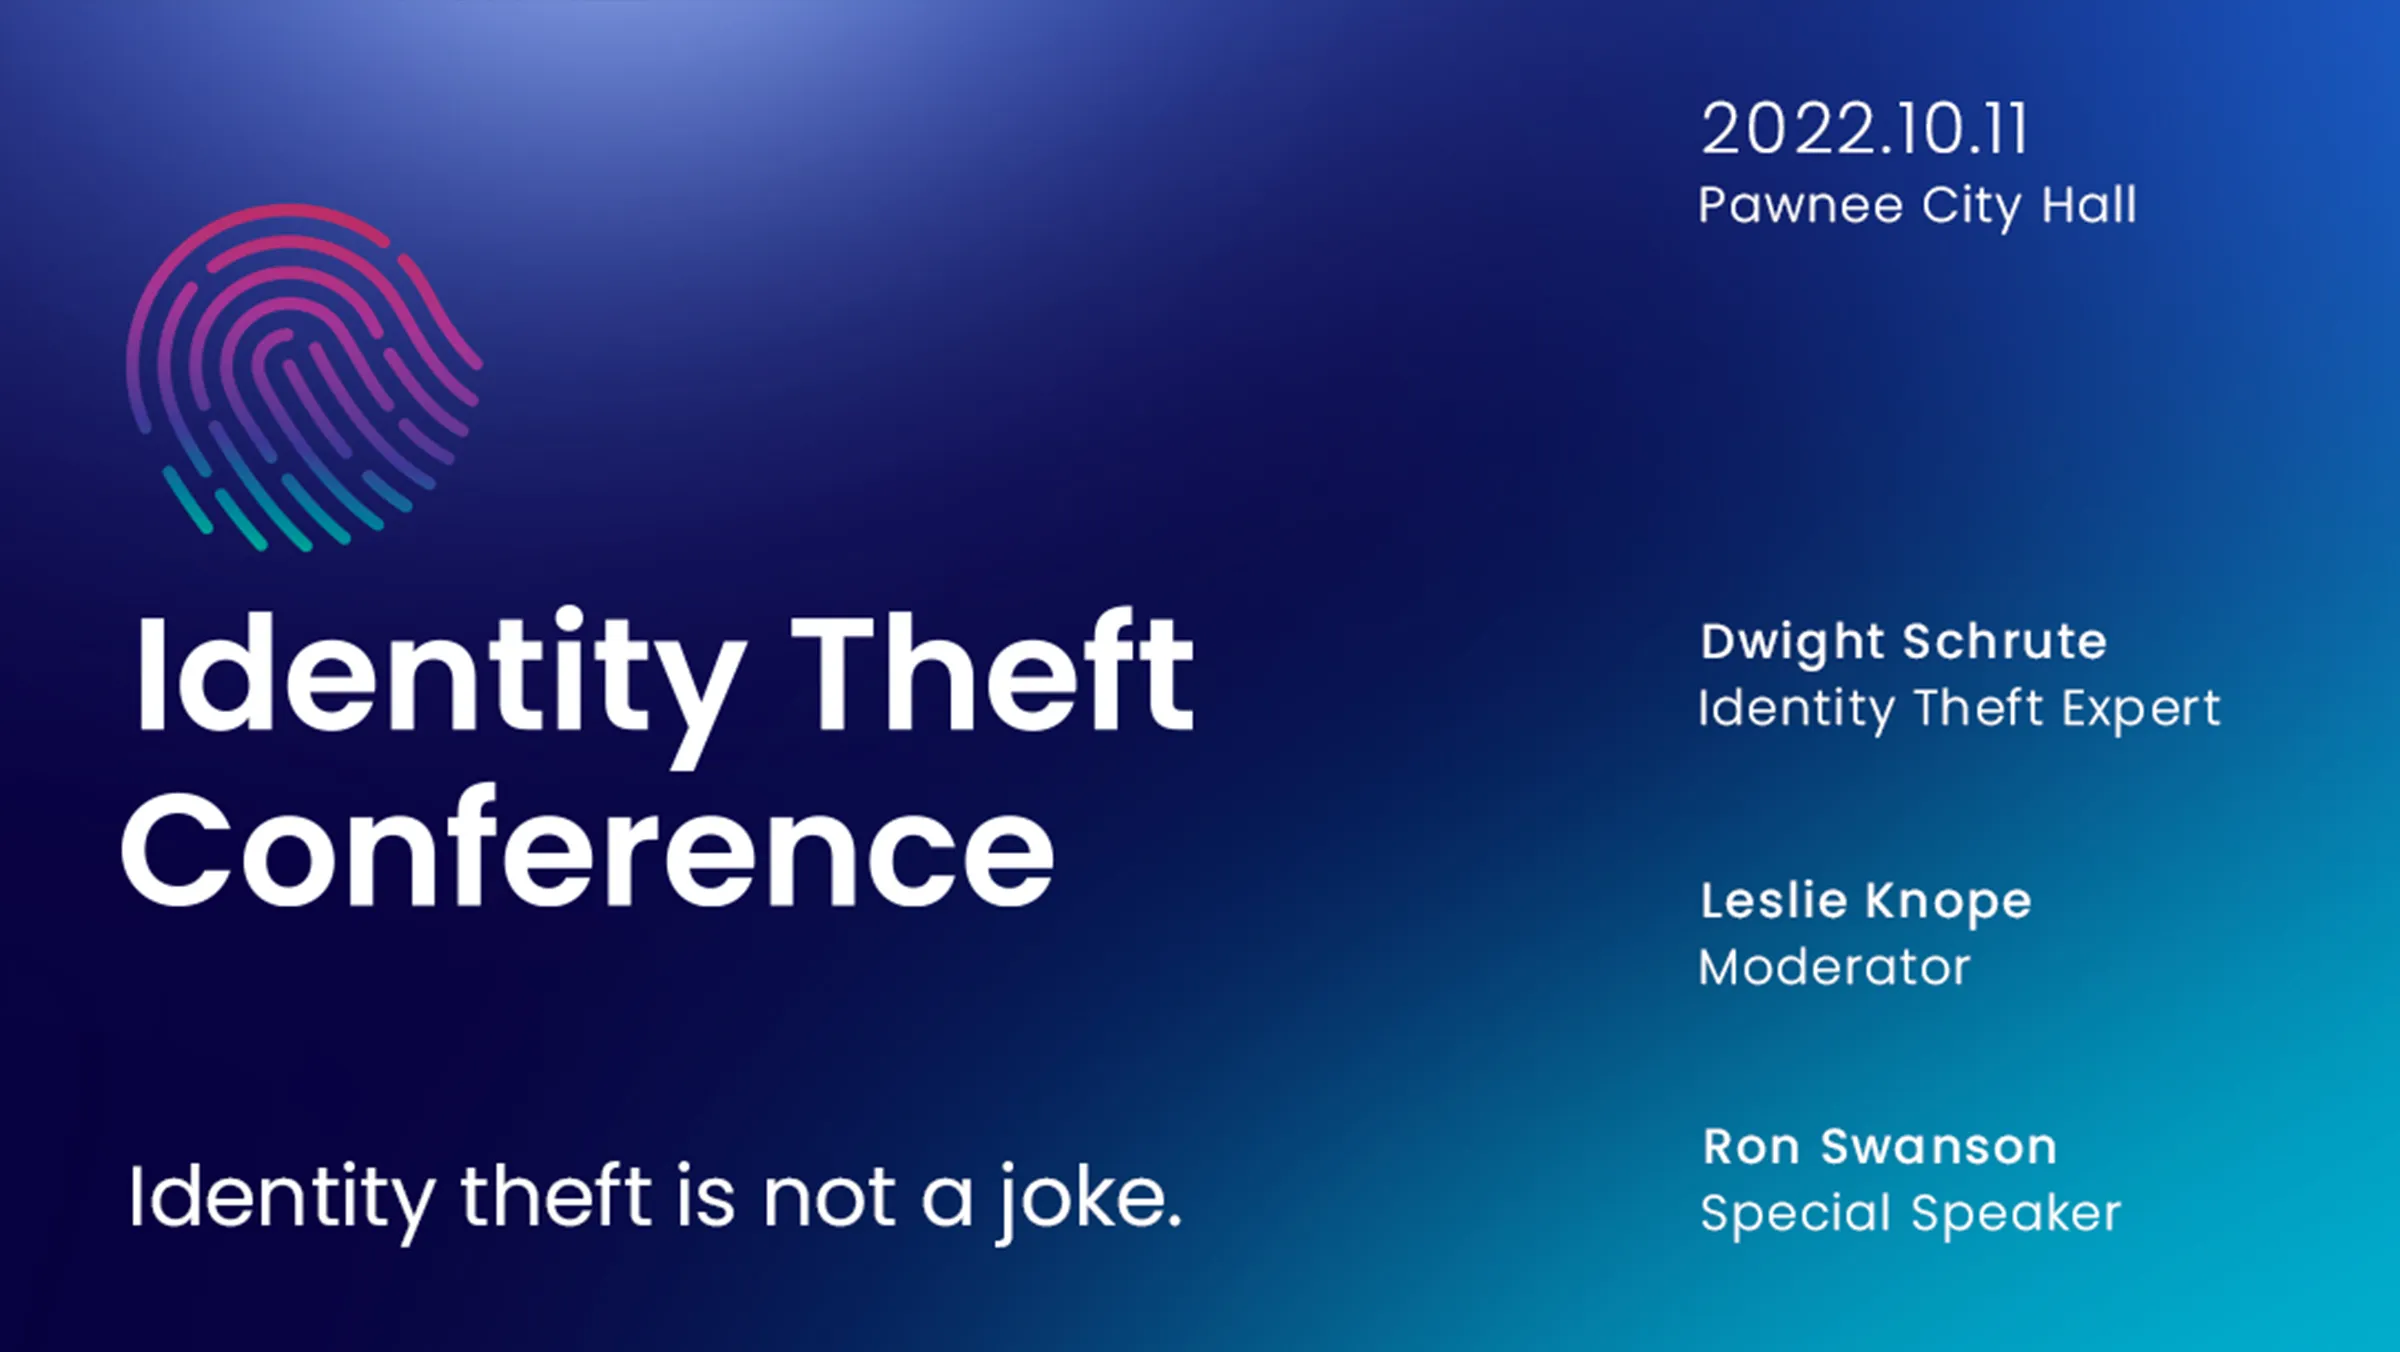 Identity Theft
Conference
Identity theft is not a joke.
2022.10.11
Pawnee City Hall
Dwight Schrute
Identity Theft Expert
Leslie Knope
Moderator
Ron Swanson
Special Speaker